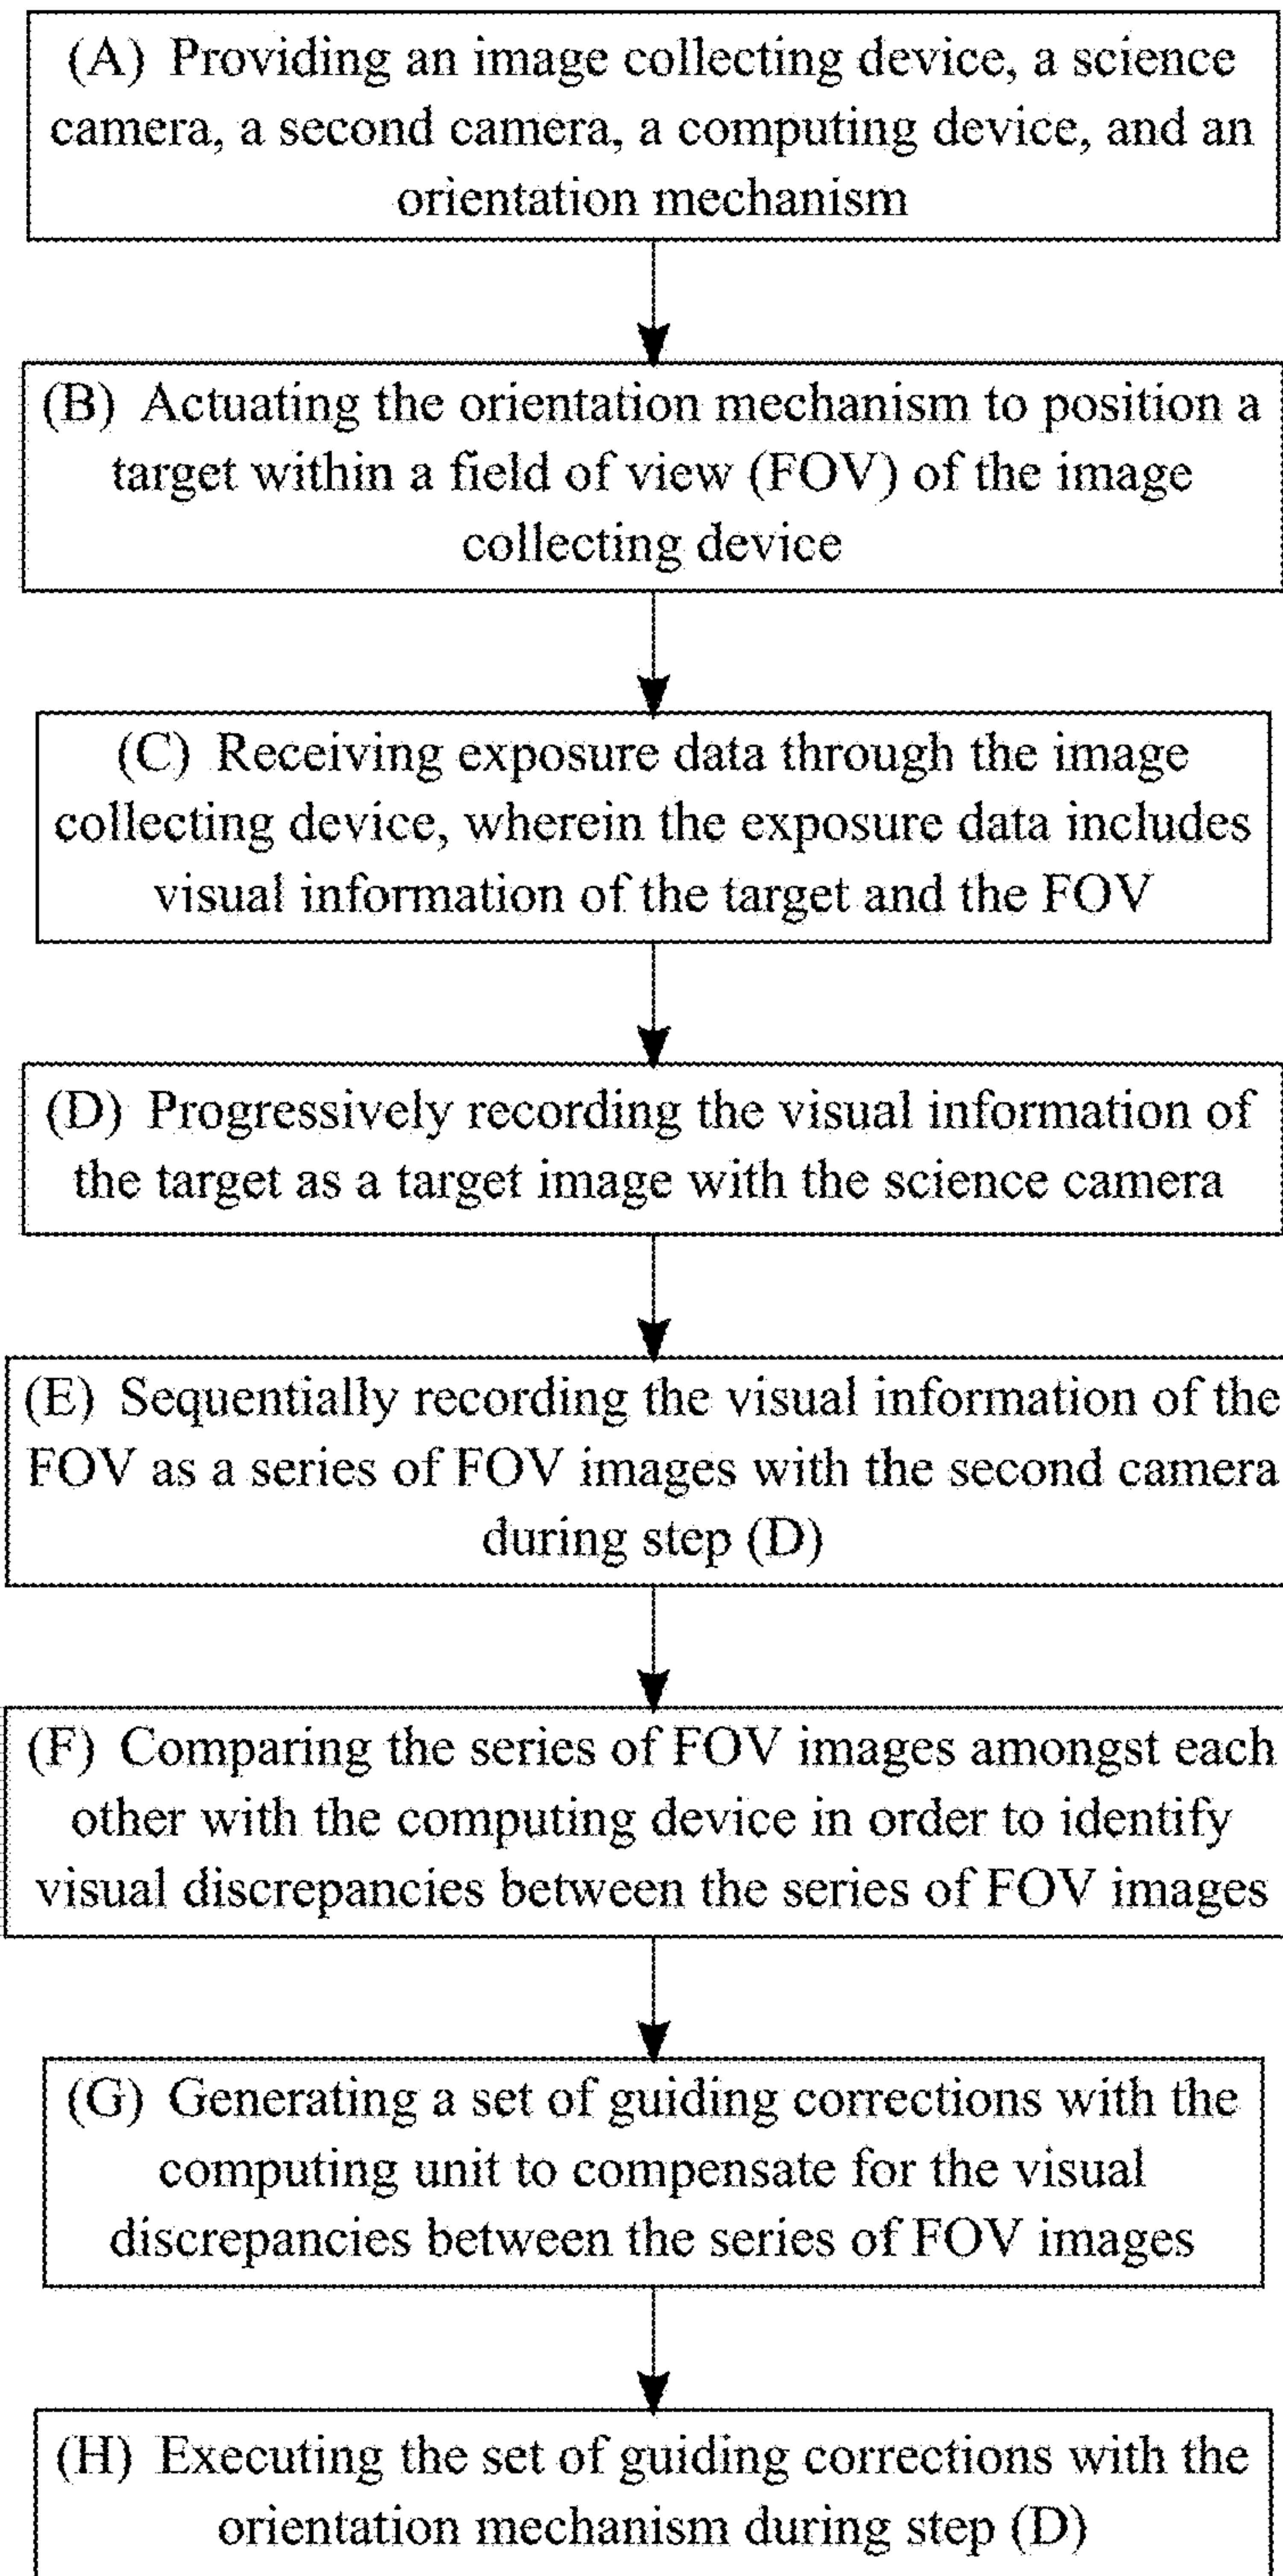 (A) Providing an image collecting device, a science
camera, a second camera, a computing device, and an
orientation mechanism
(B) Actuating the orientation mechanism to position a
target within a field of view (FOV) of the image
collecting device
(C) Receiving exposure data through the image
collecting device, wherein the exposure data includes
visual information of the target and the FOV
(D) Progressively recording the visual information of
the target as a target image with the science camera
(E) Sequentially recording the visual information of the
FOV as a series of FOV images with the second camera
during step (D)
(F) Comparing the series of FOV images amongst each
other with the computing device in order to identify
visual discrepancies between the series of FOV images
(G) Generating a set of guiding corrections with the
computing unit to compensate for the visual
discrepancies between the series of FOV images
(H) Executing the set of guiding corrections with the
orientation mechanism during step (D)